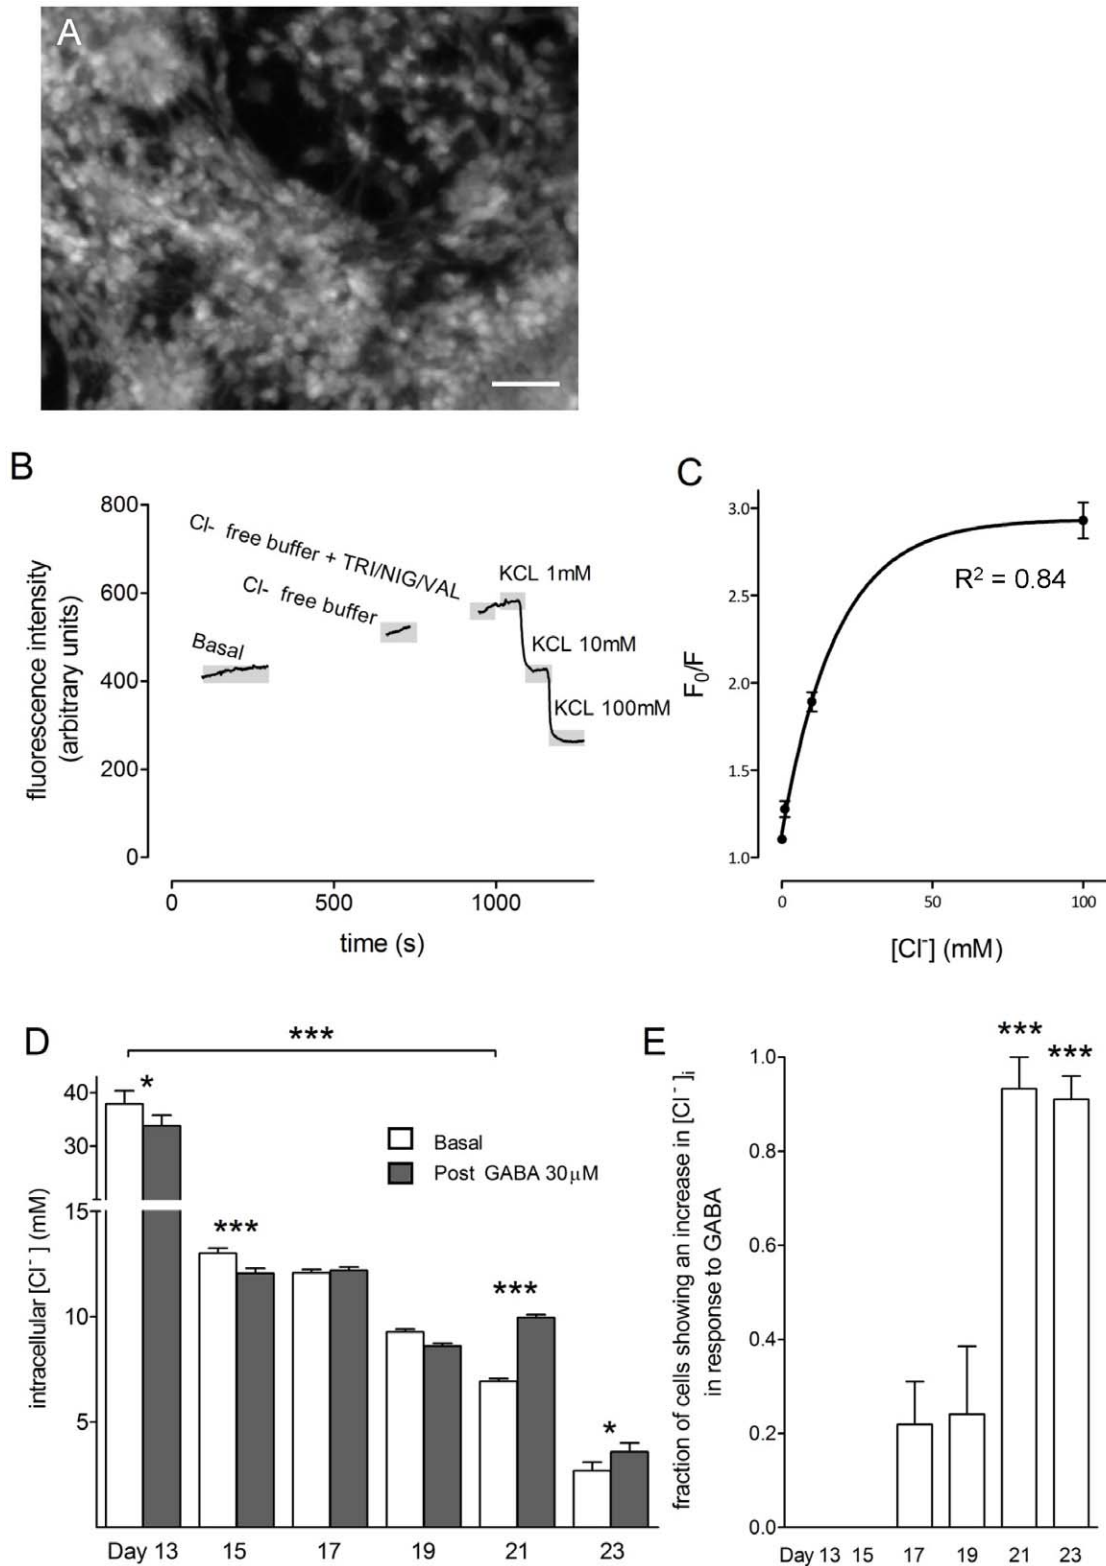 A
B
fluorescence intensity
(arbitrary units)
800
600
400
200
0
Cl- free buffer + TRI/NIG/VAL
Cl- free buffer
Basal
KCL 1mM
KCL 10mM
KCL 100mM
0 500 1000
time (s)
C
F₀/F
3.0
2.5
2.0
1.5
1.0
R² = 0.84
0 50 100
[Cl⁻] (mM)
D
***
intracellular [Cl⁻] (mM)
40
30
15
10
5
*
***
***
*
Basal
Post GABA 30μM
Day 13 15 17 19 21 23
E
fraction of cells showing an increase in [Cl⁻]ᵢ
in response to GABA
1.0
0.8
0.6
0.4
0.2
0.0
*** ***
Day 13 15 17 19 21 23